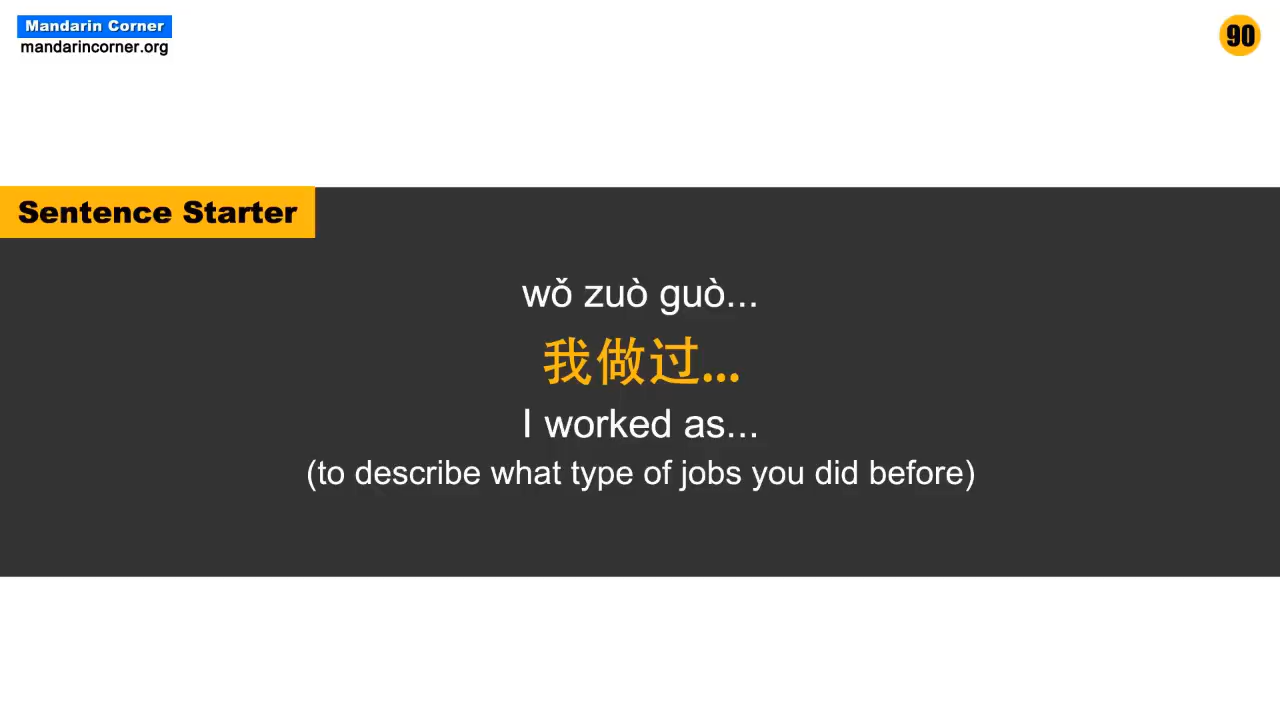 Mandarin Corner
mandarincorner.org
90
Sentence Starter
wǒ zuò guò...
我做过...
I worked as...
(to describe what type of jobs you did before)